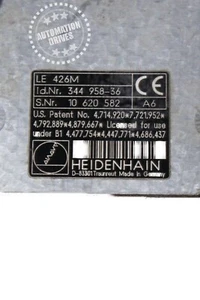 AUTOMATION
DRIVES
LE 426M
Id.Nr. 344 958-36
S.Nr. 10 620 582 A6
CE
U.S. Patent No. 4,714,920*7,721,952*
4,792,889*4,879,667* Licensed for use
under B1 4,477,754*4,447,771*4,686,437
HEIDENHAIN
D-83301 Traunreut Made in Germany